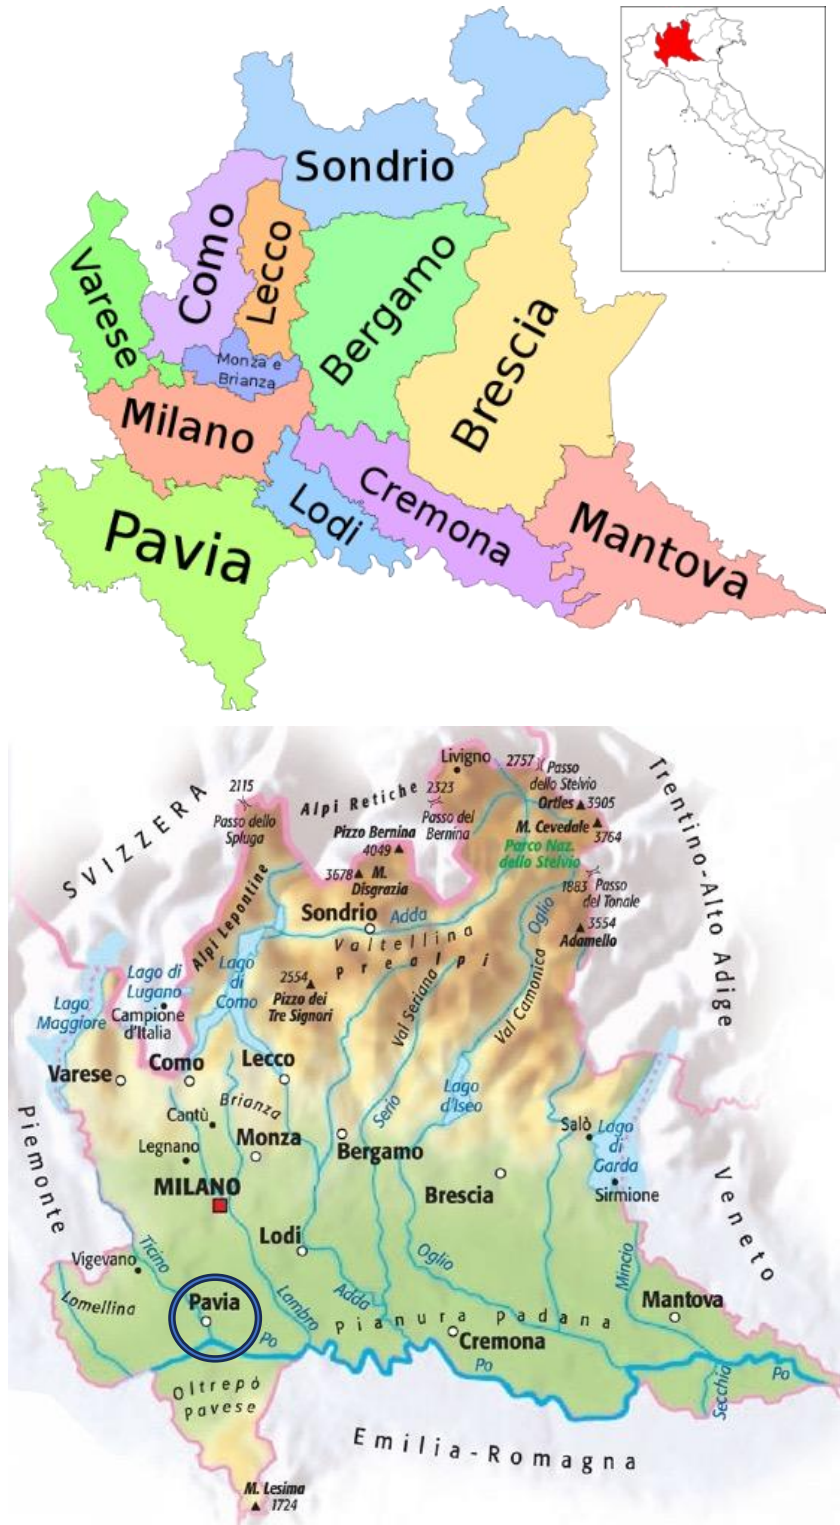 Sondrio
Como
Lecco
Varese
Bergamo
Brescia
Monza e
Brianza
Milano
Lodi
Cremona
Pavia
Mantova
SVIZZERA
2115
Passo dello
Spluga
Alpi Retiche
Livigno
2757
Passo
dello Stelvio
2323
Passo del
Bernina
Ortles 3905
M. Cevedale
3764
Pizzo Bernina
4049
Parco Naz.
dello Stelvio
3678 M.
Disgrazia
1883 Passo
del Tonale
Trentino-Alto Adige
Alpi Lepontine
Sondrio
Adda
Oglio
3554
Adamello
Valtellina
Prealpi
Lago
di
Como
2554
Pizzo dei
Tre Signori
Val Seriana
Val Camonica
Lago di
Lugano
Lago
Maggiore
Campione
d'Italia
Varese
Como
Lecco
Brianza
Cantù
Legnano
Monza
Serio
Lago
d'Iseo
Bergamo
Salò
Lago
di
Garda
Sirmione
Brescia
Piemonte
Veneto
MILANO
Lodi
Vigevano
Ticino
Oglio
Mincio
Lomellina
Pavia
Lambro
Adda
Pianura padana
Mantova
Cremona
Po
Po
Po
Secchia
Oltrepò
pavese
Emilia-Romagna
M. Lesima
1724